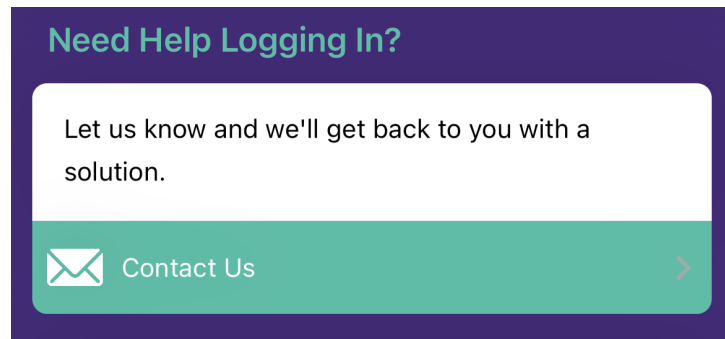 Need Help Logging In?
Let us know and we'll get back to you with a
solution.
Contact Us